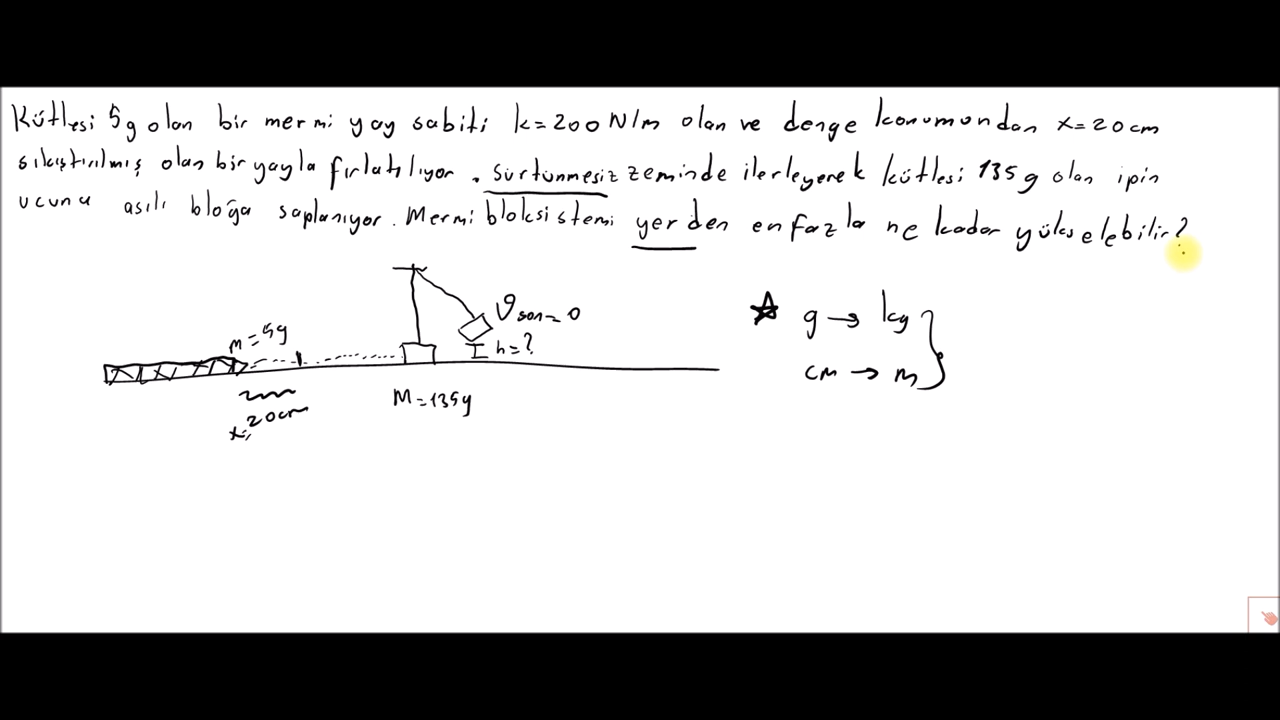 Kütlesi 5g olan bir mermi yay sabiti k=200 N/m olan ve denge konumundan x=20cm
sıkıştırılmış olan bir yayla fırlatılıyor. Sürtünmesiz zeminde ilerleyerek kütlesi 135g olan ipin
ucuna asılı bloğa saplanıyor. Mermi blok sistemi yerden en fazla ne kadar yükselebilir?
m=5g
x=20cm
M=135g
ϑson=0
h=?
☆ g → kg
cm → m